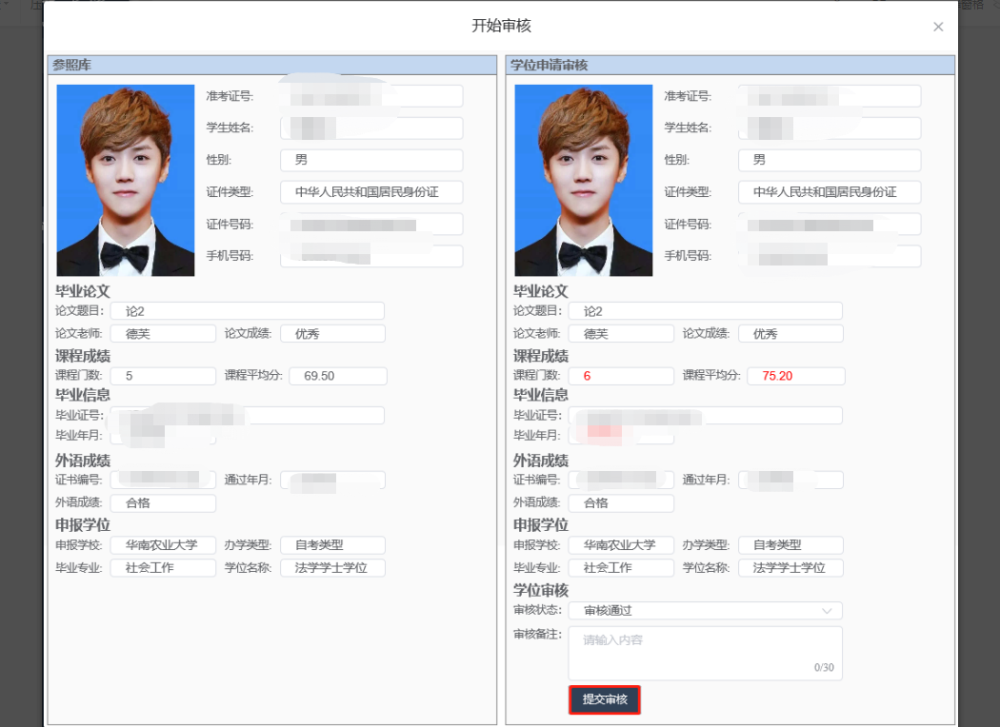 开始审核
参照库
准考证号:
学生姓名:
性别: 男
证件类型: 中华人民共和国居民身份证
证件号码:
手机号码:
毕业论文
论文题目: 论2
论文老师: 德芙 论文成绩: 优秀
课程成绩
课程门数: 5 课程平均分: 69.50
毕业信息
毕业证号:
毕业年月:
外语成绩
证书编号: 通过年月:
外语成绩: 合格
申报学位
申报学校: 华南农业大学 办学类型: 自考类型
毕业专业: 社会工作 学位名称: 法学学士学位
学位申请审核
准考证号:
学生姓名:
性别: 男
证件类型: 中华人民共和国居民身份证
证件号码:
手机号码:
毕业论文
论文题目: 论2
论文老师: 德芙 论文成绩: 优秀
课程成绩
课程门数: 6 课程平均分: 75.20
毕业信息
毕业证号:
毕业年月:
外语成绩
证书编号: 通过年月:
外语成绩: 合格
申报学位
申报学校: 华南农业大学 办学类型: 自考类型
毕业专业: 社会工作 学位名称: 法学学士学位
学位审核
审核状态: 审核通过
审核备注: 请输入内容
0/30
提交审核